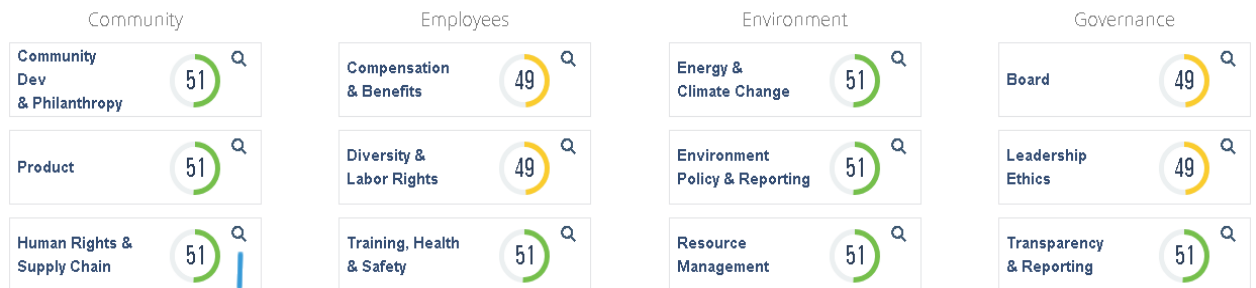 Community
Employees
Environment
Governance
Community
Dev
& Philanthropy
51
Compensation
& Benefits
49
Energy &
Climate Change
51
Board
49
Product
51
Diversity &
Labor Rights
49
Environment
Policy & Reporting
51
Leadership
Ethics
49
Human Rights &
Supply Chain
51
Training, Health
& Safety
51
Resource
Management
51
Transparency
& Reporting
51